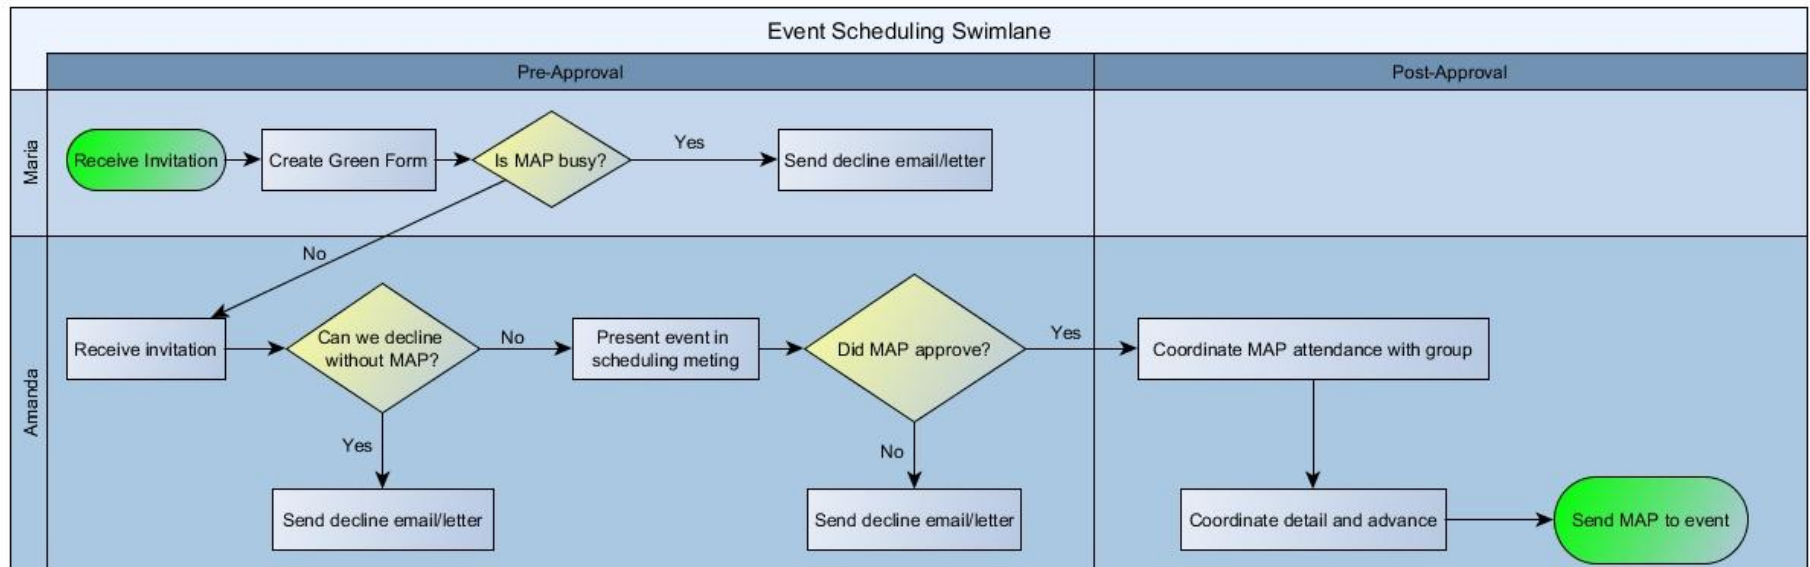 Event Scheduling Swimlane
Pre-Approval
Post-Approval
Maria
Receive Invitation
Create Green Form
Is MAP busy?
Yes
Send decline email/letter
No
Amanda
Receive invitation
Can we decline
without MAP?
No
Present event in
scheduling meting
Did MAP approve?
Yes
Coordinate MAP attendance with group
Yes
No
Send decline email/letter
Send decline email/letter
Coordinate detail and advance
Send MAP to event